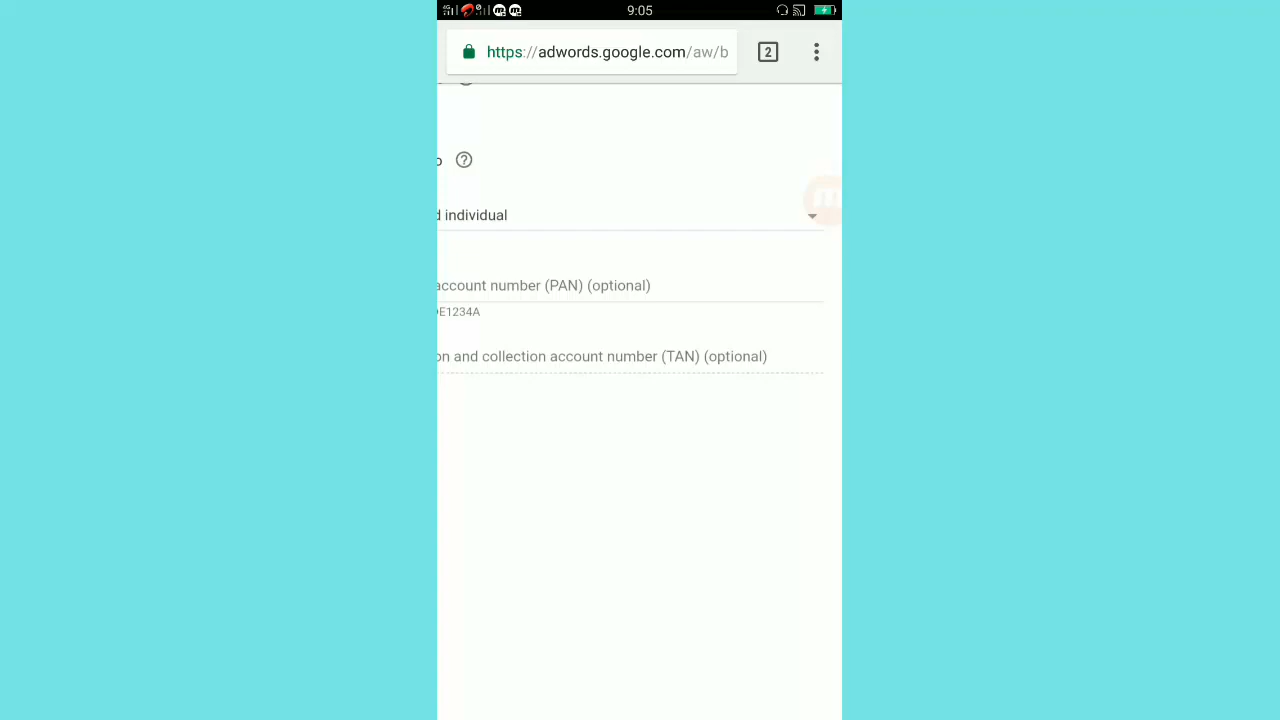 9:05
https://adwords.google.com/aw/b
2
d individual
account number (PAN) (optional)
E1234A
on and collection account number (TAN) (optional)